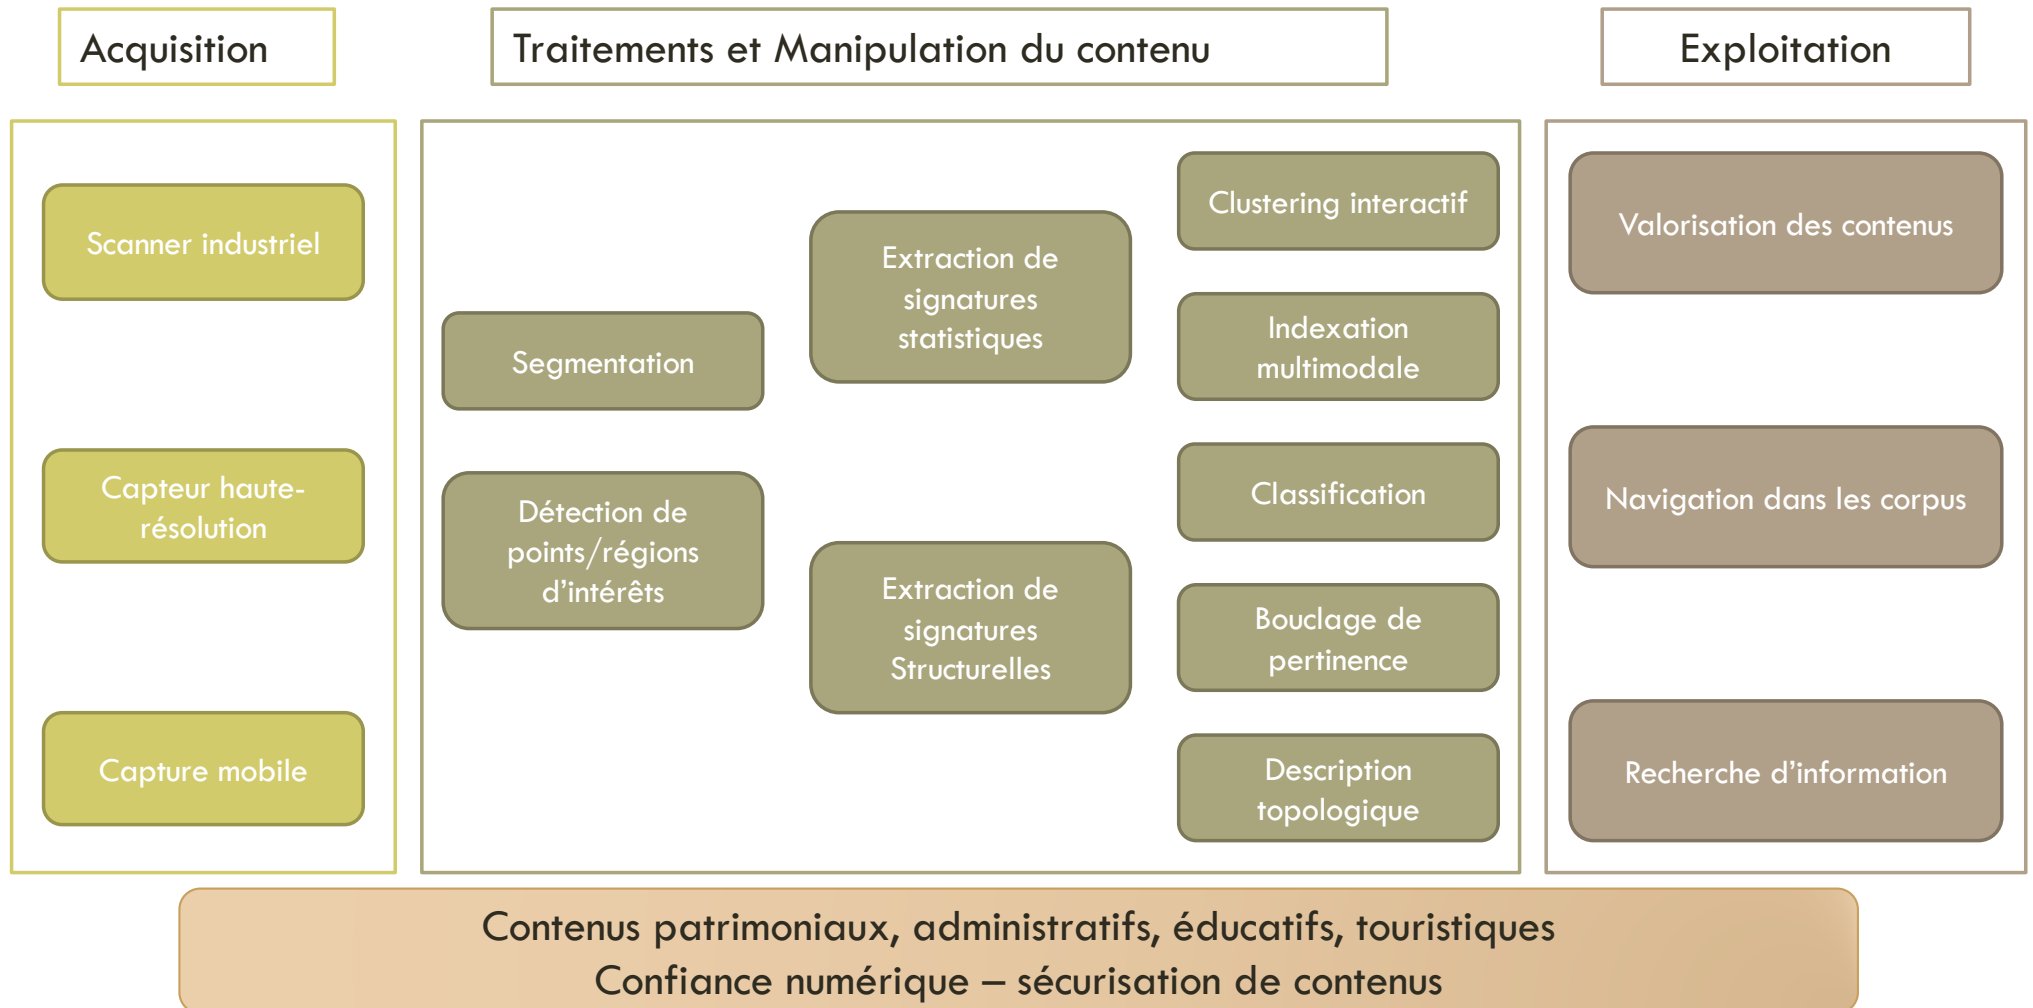 Acquisition
Traitements et Manipulation du contenu
Exploitation
Scanner industriel
Capteur haute-
résolution
Capture mobile
Segmentation
Détection de
points/régions
d'intérêts
Extraction de
signatures
statistiques
Extraction de
signatures
Structurelles
Clustering interactif
Indexation
multimodale
Classification
Bouclage de
pertinence
Description
topologique
Valorisation des contenus
Navigation dans les corpus
Recherche d'information
Contenus patrimoniaux, administratifs, éducatifs, touristiques
Confiance numérique – sécurisation de contenus